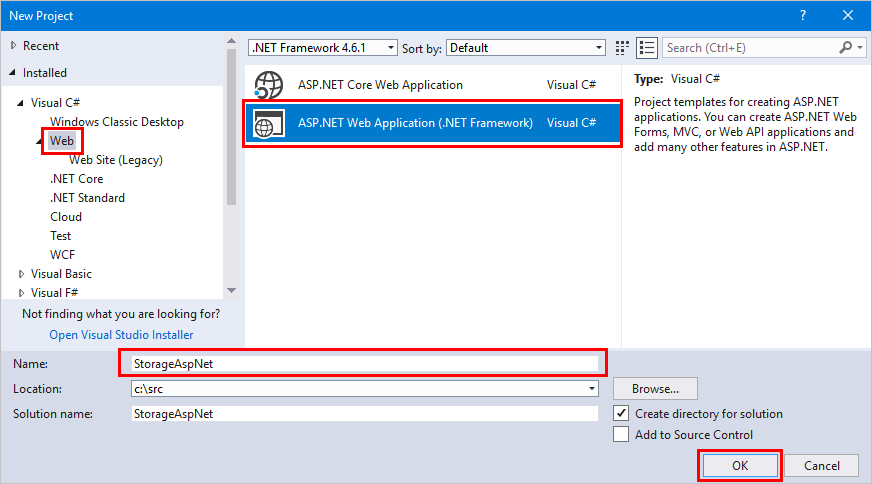 New Project
?
Recent
Installed
Visual C#
Windows Classic Desktop
Web
Web Site (Legacy)
.NET Core
.NET Standard
Cloud
Test
WCF
Visual Basic
Visual F#
Not finding what you are looking for?
Open Visual Studio Installer
.NET Framework 4.6.1
Sort by: Default
Search (Ctrl+E)
ASP.NET Core Web Application Visual C#
ASP.NET Web Application (.NET Framework) Visual C#
Type: Visual C#
Project templates for creating ASP.NET
applications. You can create ASP.NET Web
Forms, MVC, or Web API applications and
add many other features in ASP.NET.
Name: StorageAspNet
Location: c:\src
Browse...
Solution name: StorageAspNet
Create directory for solution
Add to Source Control
OK
Cancel